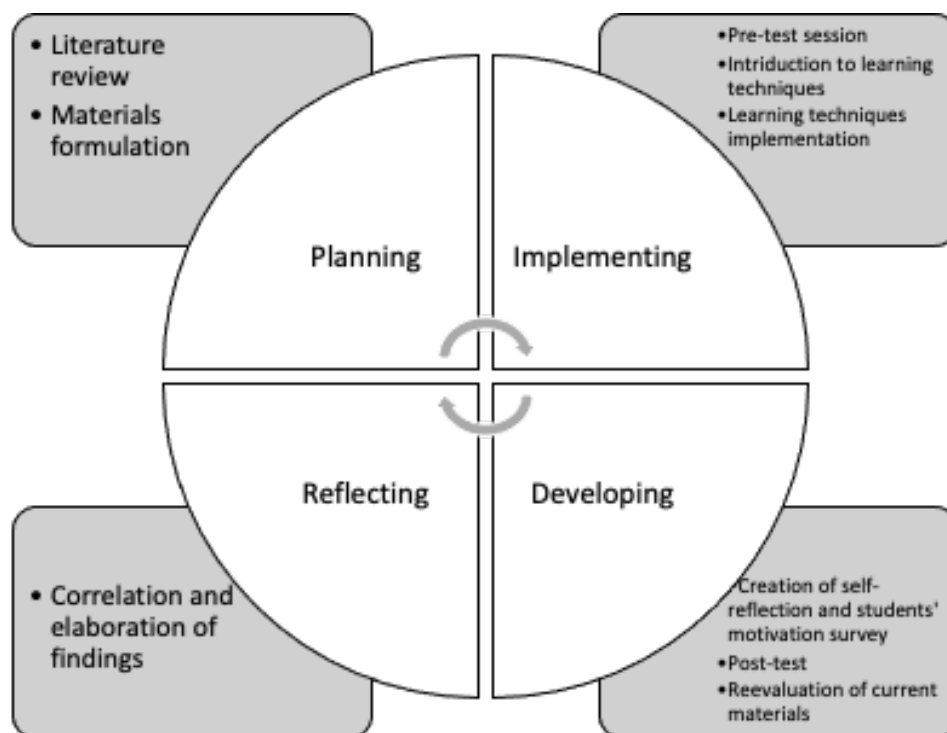 • Literature
review
• Materials
formulation
•Pre-test session
•Intriduction to learning
techniques
•Learning techniques
implementation
Planning
Implementing
Reflecting
Developing
• Correlation and
elaboration of
findings
•Creation of self-
reflection and students'
motivation survey
•Post-test
•Reevaluation of current
materials